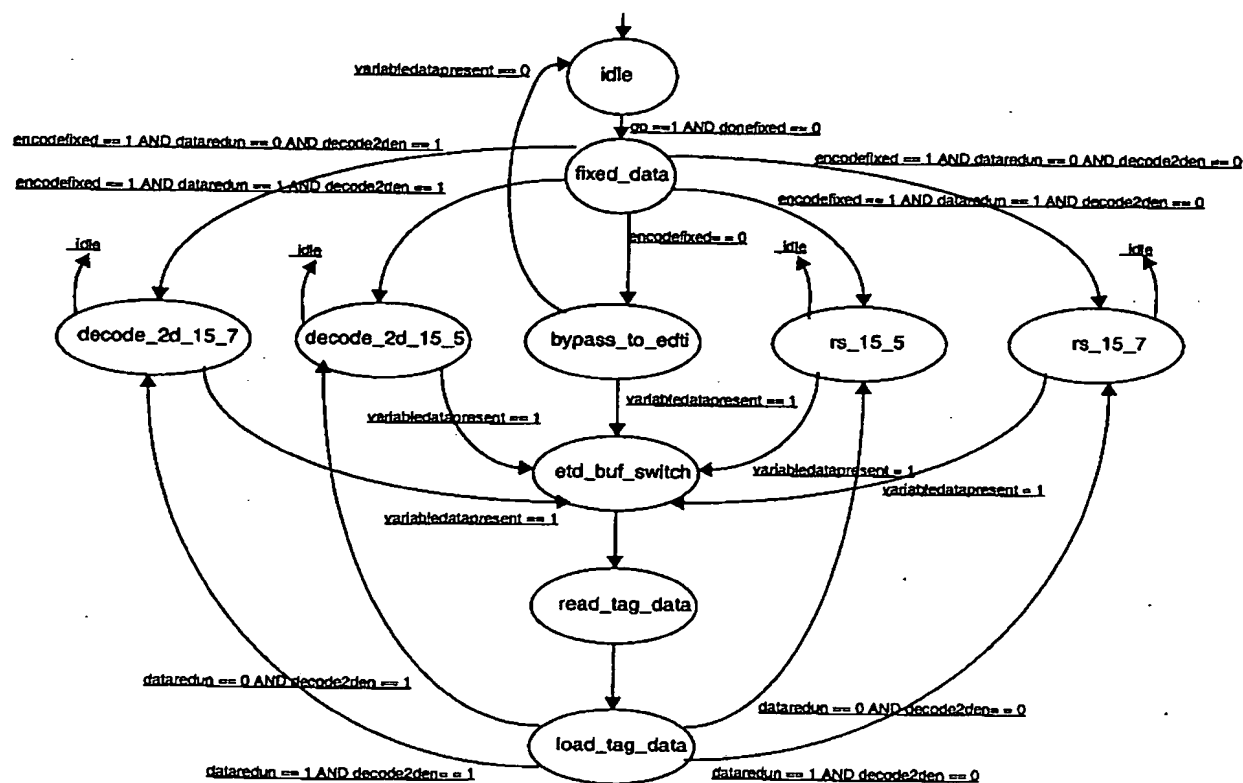 idle
variabledatapresent == 0
go ==1 AND donefixed == 0
encodefixed == 1 AND dataredun == 0 AND decode2den == 1
encodefixed == 1 AND dataredun == 0 AND decode2den == 0
fixed_data
encodefixed == 1 AND dataredun == 1 AND decode2den == 1
encodefixed == 1 AND dataredun == 1 AND decode2den == 0
encodefixed== 0
idle
idle
idle
idle
decode_2d_15_7
decode_2d_15_5
bypass_to_edti
rs_15_5
rs_15_7
variabledatapresent == 1
variabledatapresent == 1
etd_buf_switch
variabledatapresent = 1
variabledatapresent = 1
variabledatapresent == 1
read_tag_data
dataredun == 0 AND decode2den == 1
dataredun == 0 AND decode2den== 0
load_tag_data
dataredun == 1 AND decode2den== 1
dataredun == 1 AND decode2den == 0